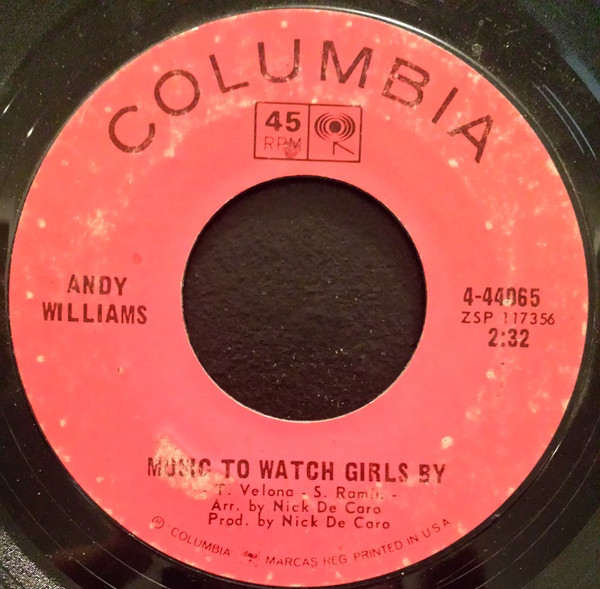 COLUMBIA
45
RPM
ANDY
WILLIAMS
4-44065
ZSP 117356
2:32
MUSIC TO WATCH GIRLS BY
- T. Velona - S. Ramin -
Arr. by Nick De Caro
Prod. by Nick De Caro
℗ COLUMBIA MARCAS REG PRINTED IN U.S.A